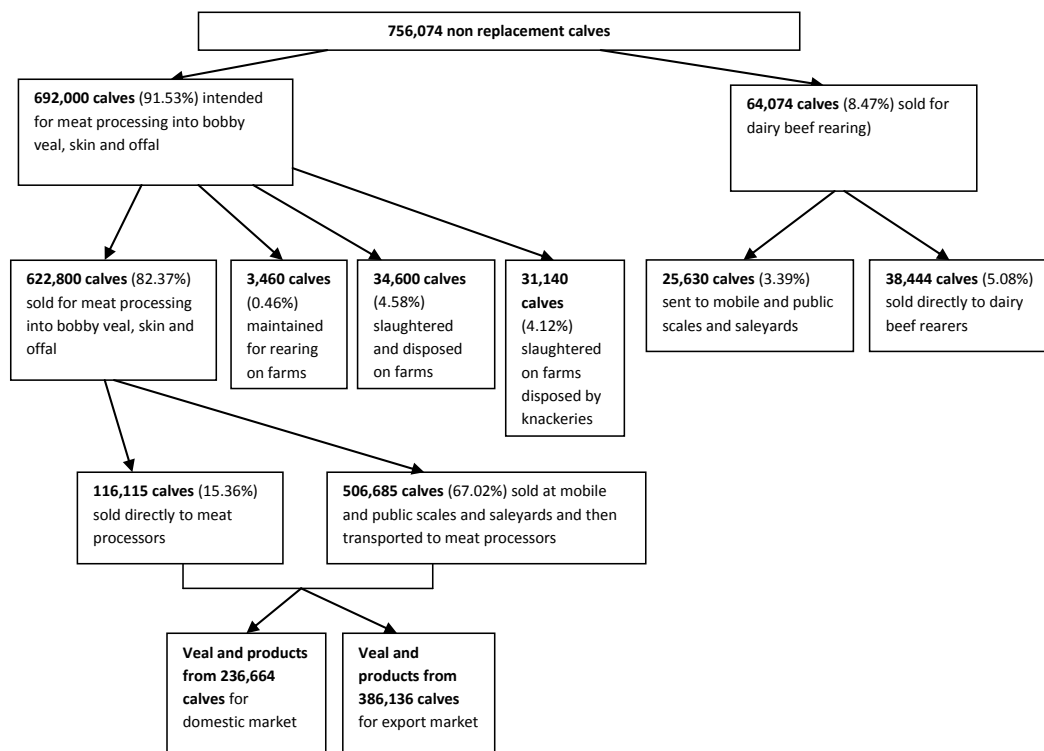 756,074 non replacement calves
692,000 calves (91.53%) intended
for meat processing into bobby
veal, skin and offal
64,074 calves (8.47%) sold for
dairy beef rearing)
622,800 calves (82.37%)
sold for meat processing
into bobby veal, skin and
offal
3,460 calves
(0.46%)
maintained
for rearing
on farms
34,600 calves
(4.58%)
slaughtered
and disposed
on farms
31,140
calves
(4.12%)
slaughtered
on farms
disposed by
knackeries
25,630 calves (3.39%)
sent to mobile and public
scales and saleyards
38,444 calves (5.08%)
sold directly to dairy
beef rearers
116,115 calves (15.36%)
sold directly to meat
processors
506,685 calves (67.02%) sold at mobile
and public scales and saleyards and then
transported to meat processors
Veal and products
from 236,664
calves for
domestic market
Veal and
products from
386,136 calves
for export market